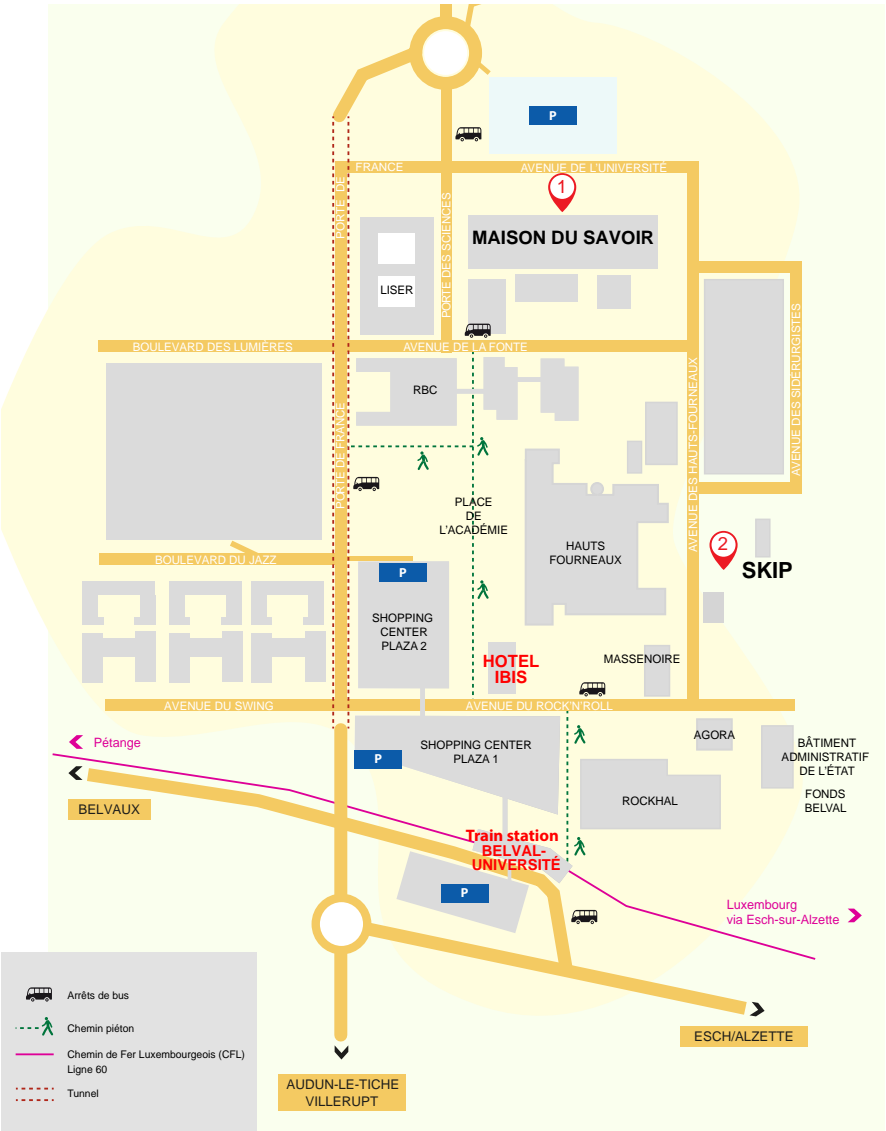 P
FRANCE
AVENUE DE L'UNIVERSITÉ
1
PORTE DE
PORTE DES SCIENCES
MAISON DU SAVOIR
LISER
AVENUE DES SIDERURGISTES
BOULEVARD DES LUMIÈRES
AVENUE DE LA FONTE
RBC
AVENUE DES HAUTS-FOURNEAUX
PORTE DE FRANCE
PLACE
DE
L'ACADÉMIE
HAUTS
FOURNEAUX
2
SKIP
BOULEVARD DU JAZZ
P
SHOPPING
CENTER
PLAZA 2
HOTEL
IBIS
MASSENOIRE
AVENUE DU SWING
AVENUE DU ROCK'N'ROLL
Pétange
P
SHOPPING CENTER
PLAZA 1
AGORA
BÂTIMENT
ADMINISTRATIF
DE L'ÉTAT
FONDS
BELVAL
ROCKHAL
BELVAUX
Train station
BELVAL-
UNIVERSITÉ
P
Luxembourg
via Esch-sur-Alzette
Arrêts de bus
Chemin piéton
Chemin de Fer Luxembourgeois (CFL)
Ligne 60
Tunnel
ESCH/ALZETTE
AUDUN-LE-TICHE
VILLERUPT